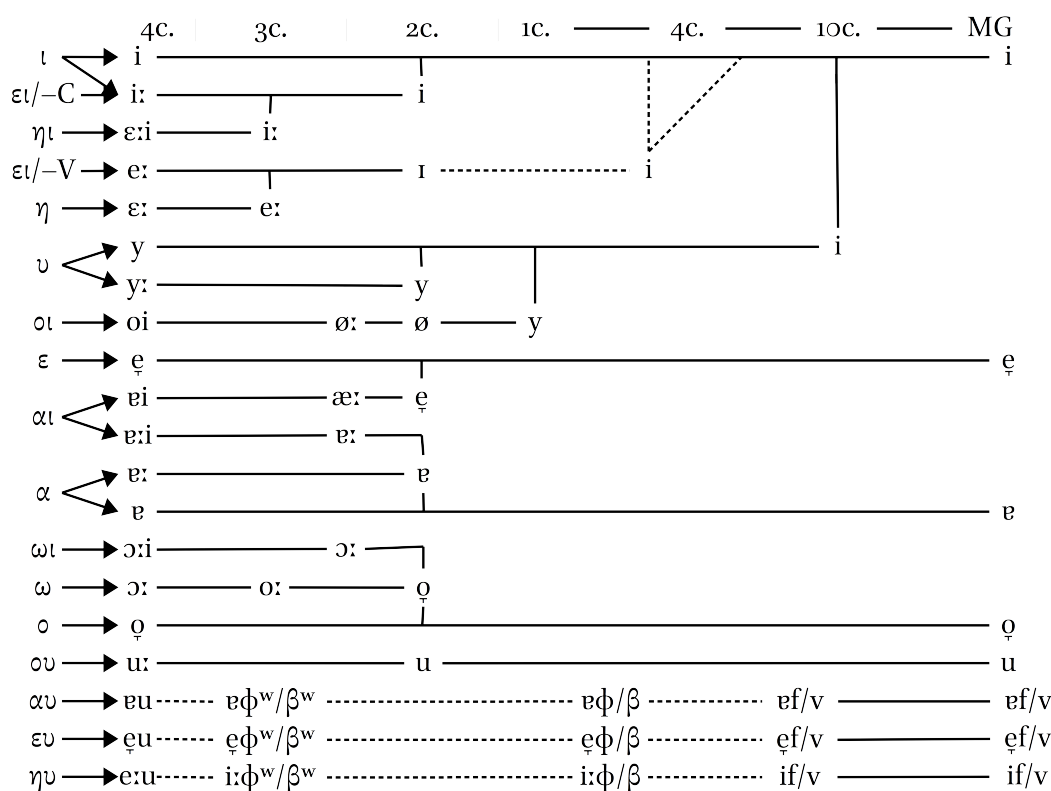 4c. 3c. 2c. 1c. 4c. 10c. MG
ι i i
ει/–C iː i
ηι ɛːi iː
ει/–V eː ɪ i
η ɛː eː
y i
υ
yː y
οι oi øː ø y
ε e̞ e̞
ɐi æː e̞
αι
ɐːi ɐː
ɐː ɐ
α
ɐ ɐ
ωι ɔːi ɔː
ω ɔː oː o̞
ο o̞ o̞
ου uː u u
αυ ɐu ɐɸʷ/βʷ ɐɸ/β ɐf/v ɐf/v
ευ e̞u e̞ɸʷ/βʷ e̞ɸ/β e̞f/v e̞f/v
ηυ eːu iːɸʷ/βʷ iːɸ/β if/v if/v